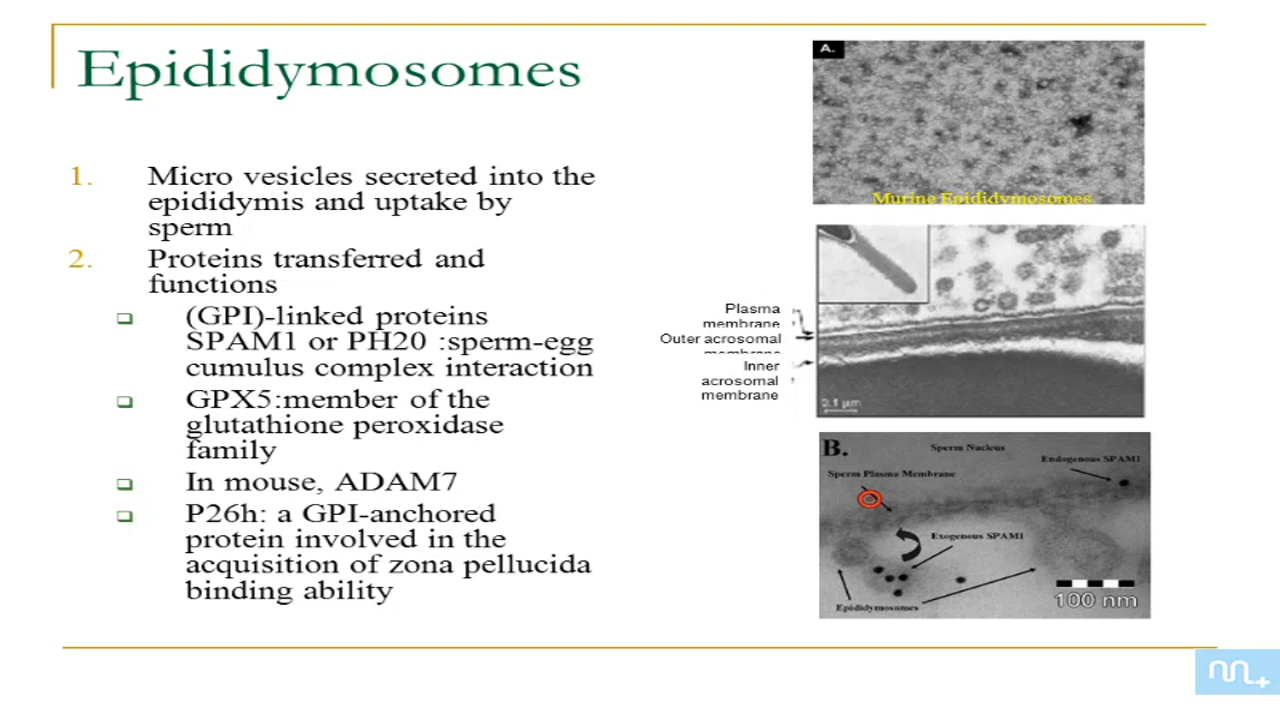 Epididymosomes
1. Micro vesicles secreted into the
epididymis and uptake by
sperm
2. Proteins transferred and
functions
(GPI)-linked proteins
SPAM1 or PH20 :sperm-egg
cumulus complex interaction
GPX5:member of the
glutathione peroxidase
family
In mouse, ADAM7
P26h: a GPI-anchored
protein involved in the
acquisition of zona pellucida
binding ability
A.
Murine Epididymosomes
Plasma
membrane
Outer acrosomal
membrane
Inner
acrosomal
membrane
0.1 µm
B.
Sperm Nucleus
Endogenous SPAM1
Sperm Plasma Membrane
Exogenous SPAM1
Epididymosomes
100 nm